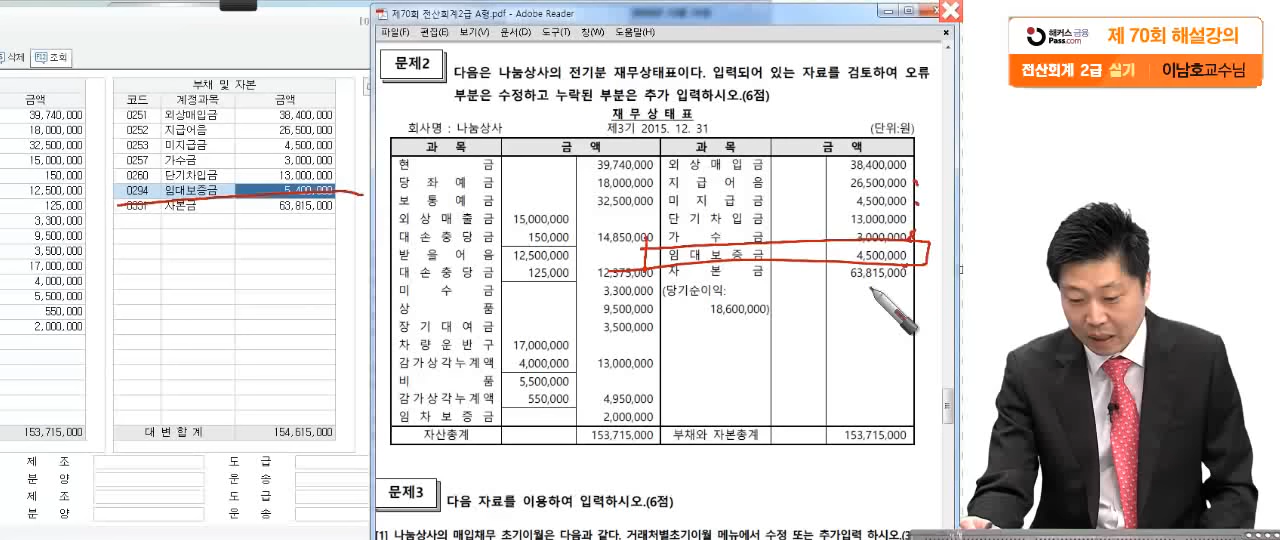 제70회 전산회계2급 A형.pdf - Adobe Reader
파일(F) 편집(E) 보기(V) 문서(D) 도구(T) 창(W) 도움말(H)
삭제 조회
금액
39,740,000
18,000,000
32,500,000
15,000,000
150,000
12,500,000
125,000
3,300,000
9,500,000
3,500,000
17,000,000
4,000,000
5,500,000
550,000
2,000,000
153,715,000
부채 및 자본
코드 계정과목 금액
0251 외상매입금 38,400,000
0252 지급어음 26,500,000
0253 미지급금 4,500,000
0257 가수금 3,000,000
0260 단기차입금 13,000,000
0294 임대보증금 5,400,000
0331 자본금 63,815,000
대 변 합 계 154,615,000
제 조 도 급
분 양 운 송
제 조 도 급
분 양 운 송
문제2 다음은 나눔상사의 전기분 재무상태표이다. 입력되어 있는 자료를 검토하여 오류
부분은 수정하고 누락된 부분은 추가 입력하시오.(6점)
재 무 상 태 표
회사명 : 나눔상사 제3기 2015. 12. 31 (단위:원)
과 목 금 액 과 목 금 액
현 금 39,740,000 외 상 매 입 금 38,400,000
당 좌 예 금 18,000,000 지 급 어 음 26,500,000
보 통 예 금 32,500,000 미 지 급 금 4,500,000
외 상 매 출 금 15,000,000 단 기 차 입 금 13,000,000
대 손 충 당 금 150,000 14,850,000 가 수 금 3,000,000
받 을 어 음 12,500,000 임 대 보 증 금 4,500,000
대 손 충 당 금 125,000 12,375,000 자 본 금 63,815,000
미 수 금 3,300,000 (당기순이익:
상 품 9,500,000 18,600,000)
장 기 대 여 금 3,500,000
차 량 운 반 구 17,000,000
감가상각누계액 4,000,000 13,000,000
비 품 5,500,000
감가상각누계액 550,000 4,950,000
임 차 보 증 금 2,000,000
자산총계 153,715,000 부채와 자본총계 153,715,000
문제3 다음 자료를 이용하여 입력하시오.(6점)
[1] 나눔상사의 매입채무 초기이월은 다음과 같다. 거래처별초기이월 메뉴에서 수정 또는 추가입력 하시오.(3
해커스 금융
Pass.com
제 70회 해설강의
전산회계 2급 실기 이남호교수님